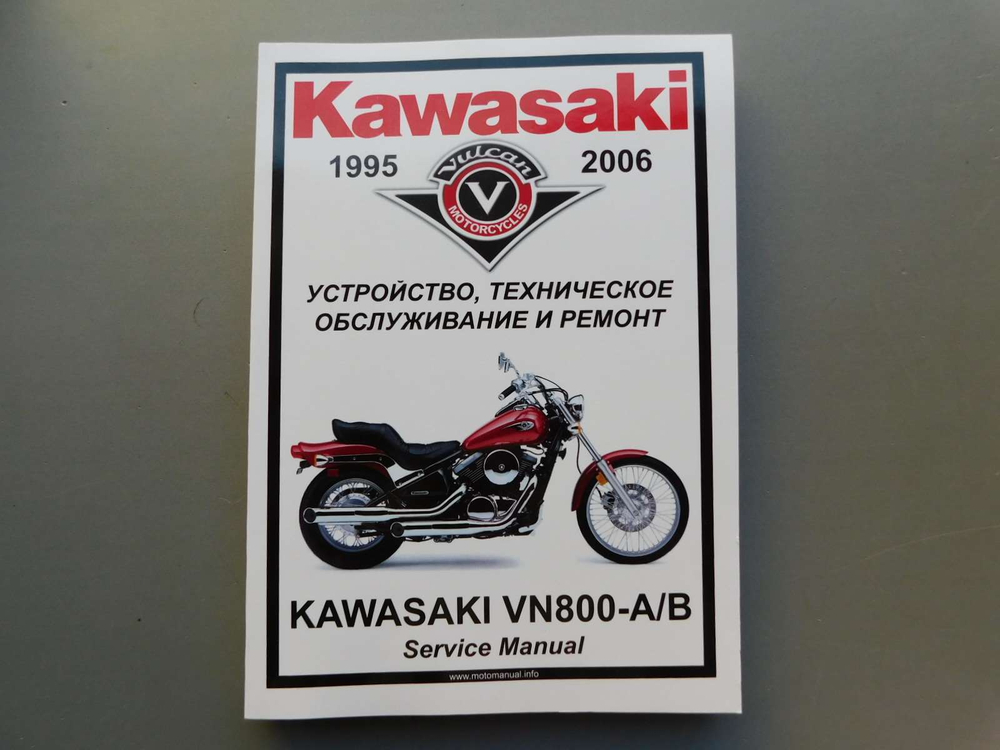 Kawasaki
1995
2006
Vulcan
V
MOTORCYCLES
УСТРОЙСТВО, ТЕХНИЧЕСКОЕ
ОБСЛУЖИВАНИЕ И РЕМОНТ
KAWASAKI VN800-A/B
Service Manual
www.motomanual.info